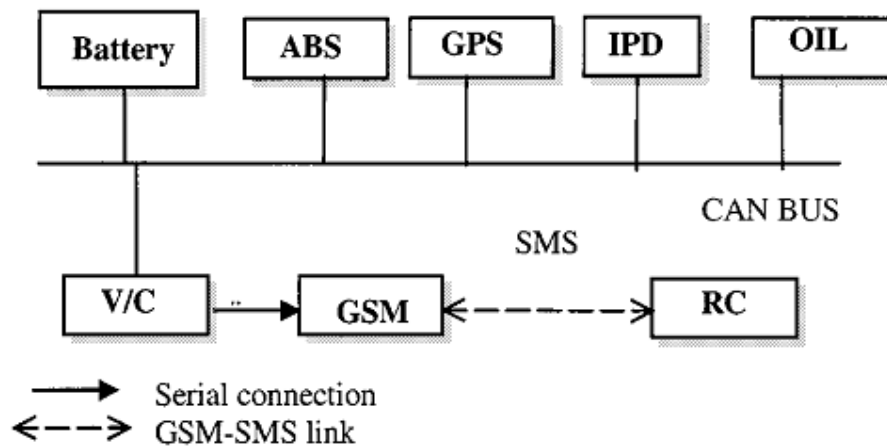 Battery
ABS
GPS
IPD
OIL
CAN BUS
SMS
V/C
GSM
RC
Serial connection
GSM-SMS link